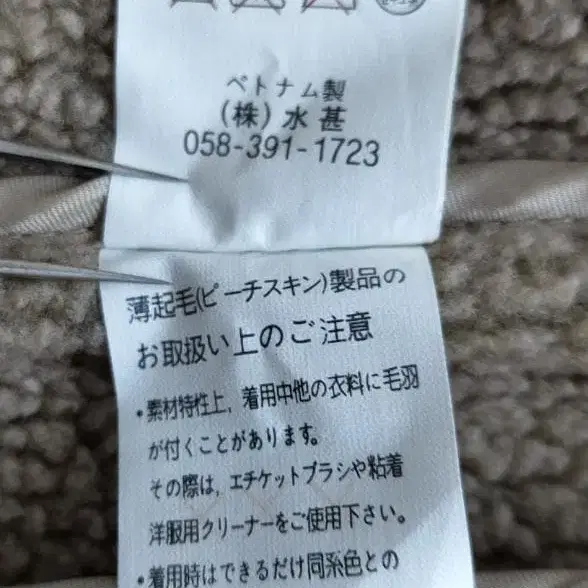 ベトナム製
(株)水甚
058-391-1723
薄起毛(ピーチスキン)製品の
お取扱い上のご注意
・素材特性上、着用中他の衣料に毛羽
が付くことがあります。
その際は、エチケットブラシや粘着
洋服用クリーナーをご使用下さい。
・着用時はできるだけ同系色との